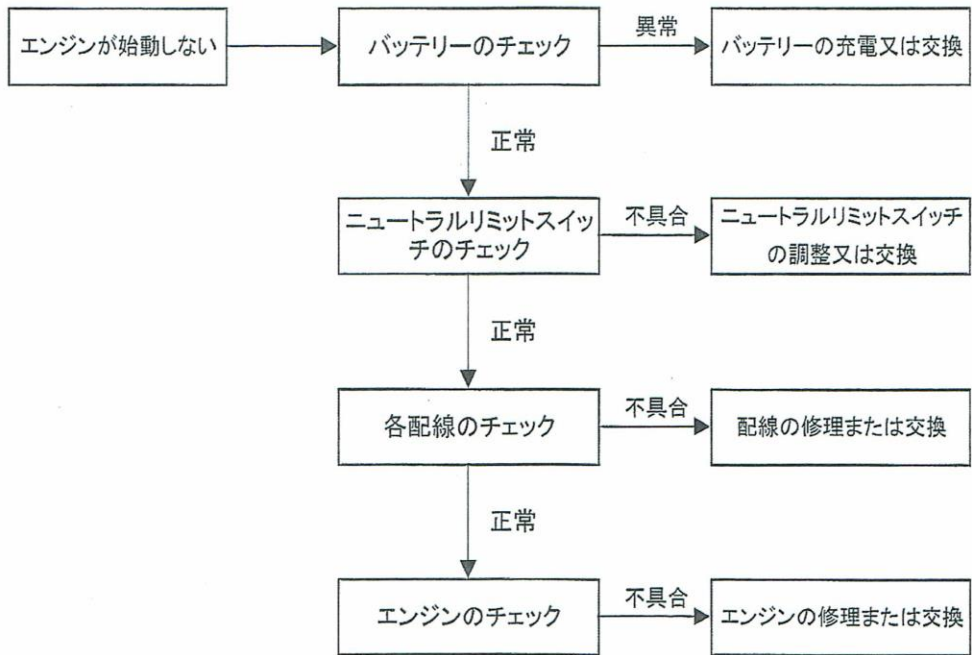 エンジンが始動しない
バッテリーのチェック
異常
バッテリーの充電又は交換
正常
ニュートラルリミットスイッ
チのチェック
不具合
ニュートラルリミットスイッチ
の調整又は交換
正常
各配線のチェック
不具合
配線の修理または交換
正常
エンジンのチェック
不具合
エンジンの修理または交換